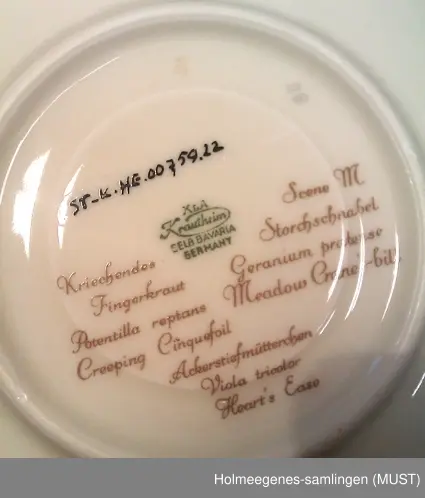 ST-K-HE.00759.22
K&A
Krautheim
SELB BAVARIA
GERMANY
Scene M
Storchschnabel
Geranium pratense
Meadow Crane's-bill
Kriechendes
Fingerkraut
Potentilla reptans
Creeping Cinquefoil
Ackerstiefmütterchen
Viola tricolor
Heart's Ease
Holmeegenes-samlingen (MUST)